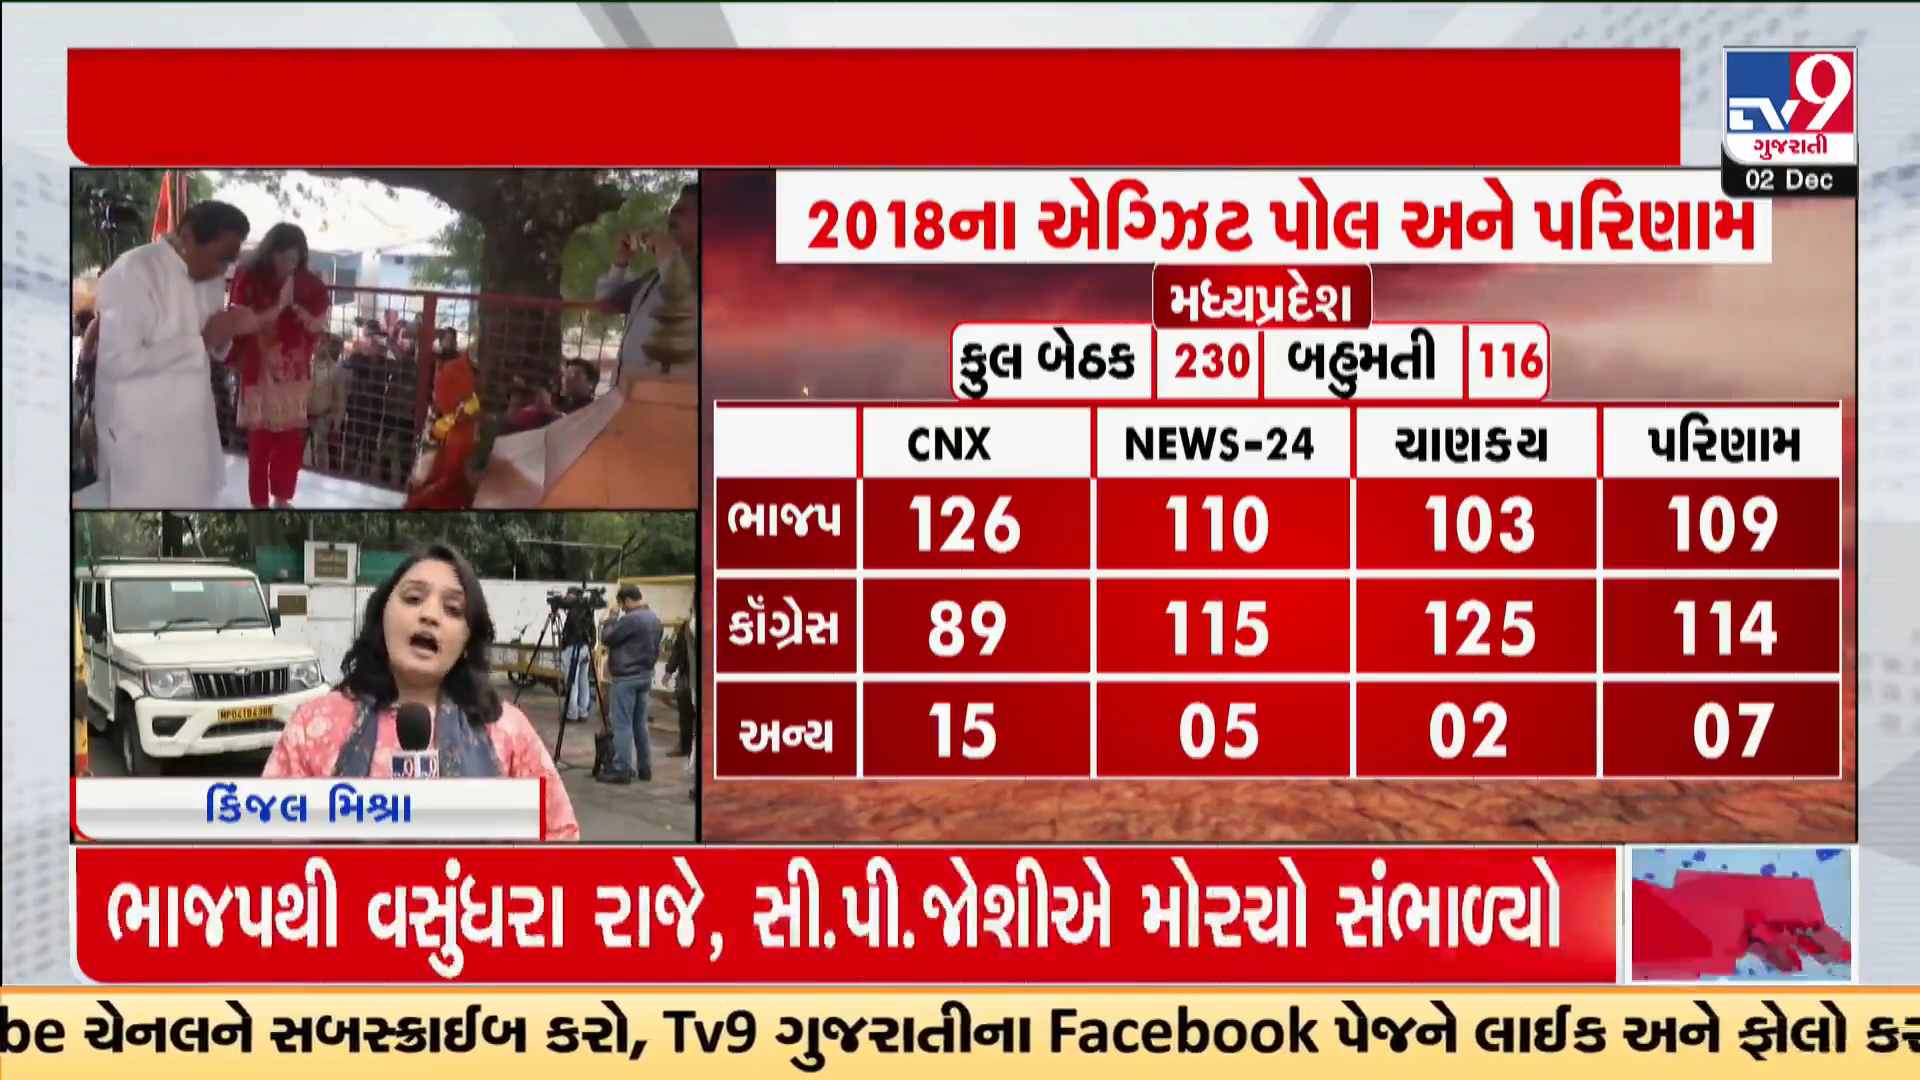 TV9
ગુજરાતી
02 Dec
2018ના એગ્ઝિટ પોલ અને પરિણામ
મધ્યપ્રદેશ
કુલ બેઠક 230 બહુમતી 116
CNX NEWS-24 ચાણક્ય પરિણામ
ભાજપ 126 110 103 109
કૉંગ્રેસ 89 115 125 114
અન્ય 15 05 02 07
કિંજલ મિશ્રા
ભાજપથી વસુંધરા રાજે, સી.પી.જોશીએ મોરચો સંભાળ્યો
be ચેનલને સબસ્ક્રાઈબ કરો, Tv9 ગુજરાતીના Facebook પેજને લાઈક અને ફોલો કર